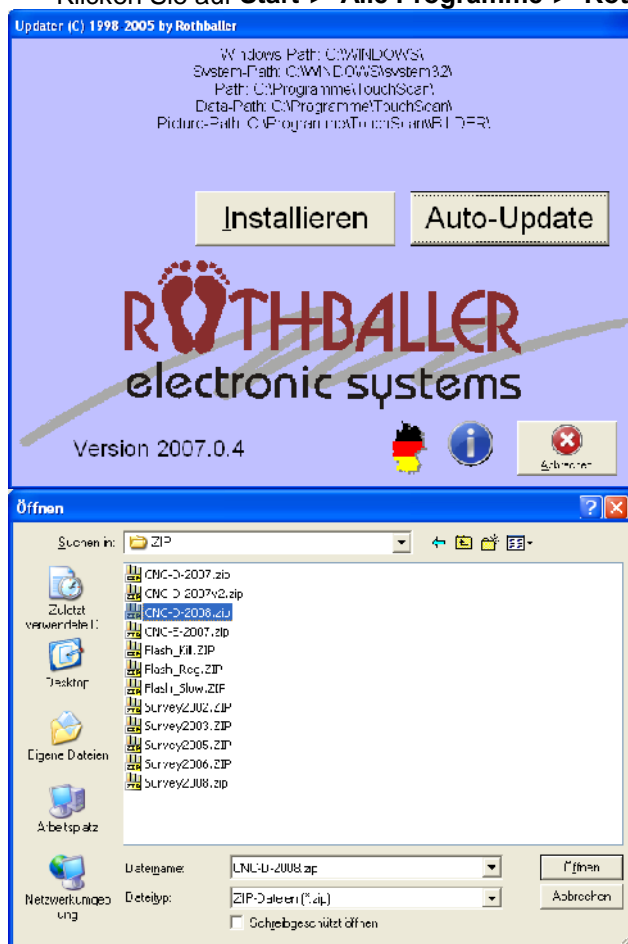 Klicken Sie auf Start > Alle Programme > Rot
Updater (C) 1998-2005 by Rothballer
Windows-Path: C:\WINDOWS\
System-Path: C:\WINDOWS\system32\
Path: C:\Programme\TouchScan\
Data-Path: C:\Programme\TouchScan\
Picture-Path: C:\Programme\TouchScan\BILDER\
Installieren
Auto-Update
ROTHBALLER
electronic systems
Version 2007.0.4
Abbrechen
Öffnen
Suchen in:
ZIP
Zuletzt
verwendete D
Desktop
Eigene Dateien
Arbeitsplatz
Netzwerkumgeb
ung
CNC-D-2007.zip
CNC-D-2007v2.zip
CNC-D-2008.zip
CNC-E-2007.zip
Flash_Kill.ZIP
Flash_Reg.ZIP
Flash_Slow.ZIP
Survey2002.ZIP
Survey2003.ZIP
Survey2005.ZIP
Survey2006.ZIP
Survey2008.zip
Dateiname:
CNC-D-2008.zip
Öffnen
Dateityp:
ZIP-Dateien (*.zip)
Abbrechen
Schreibgeschützt öffnen